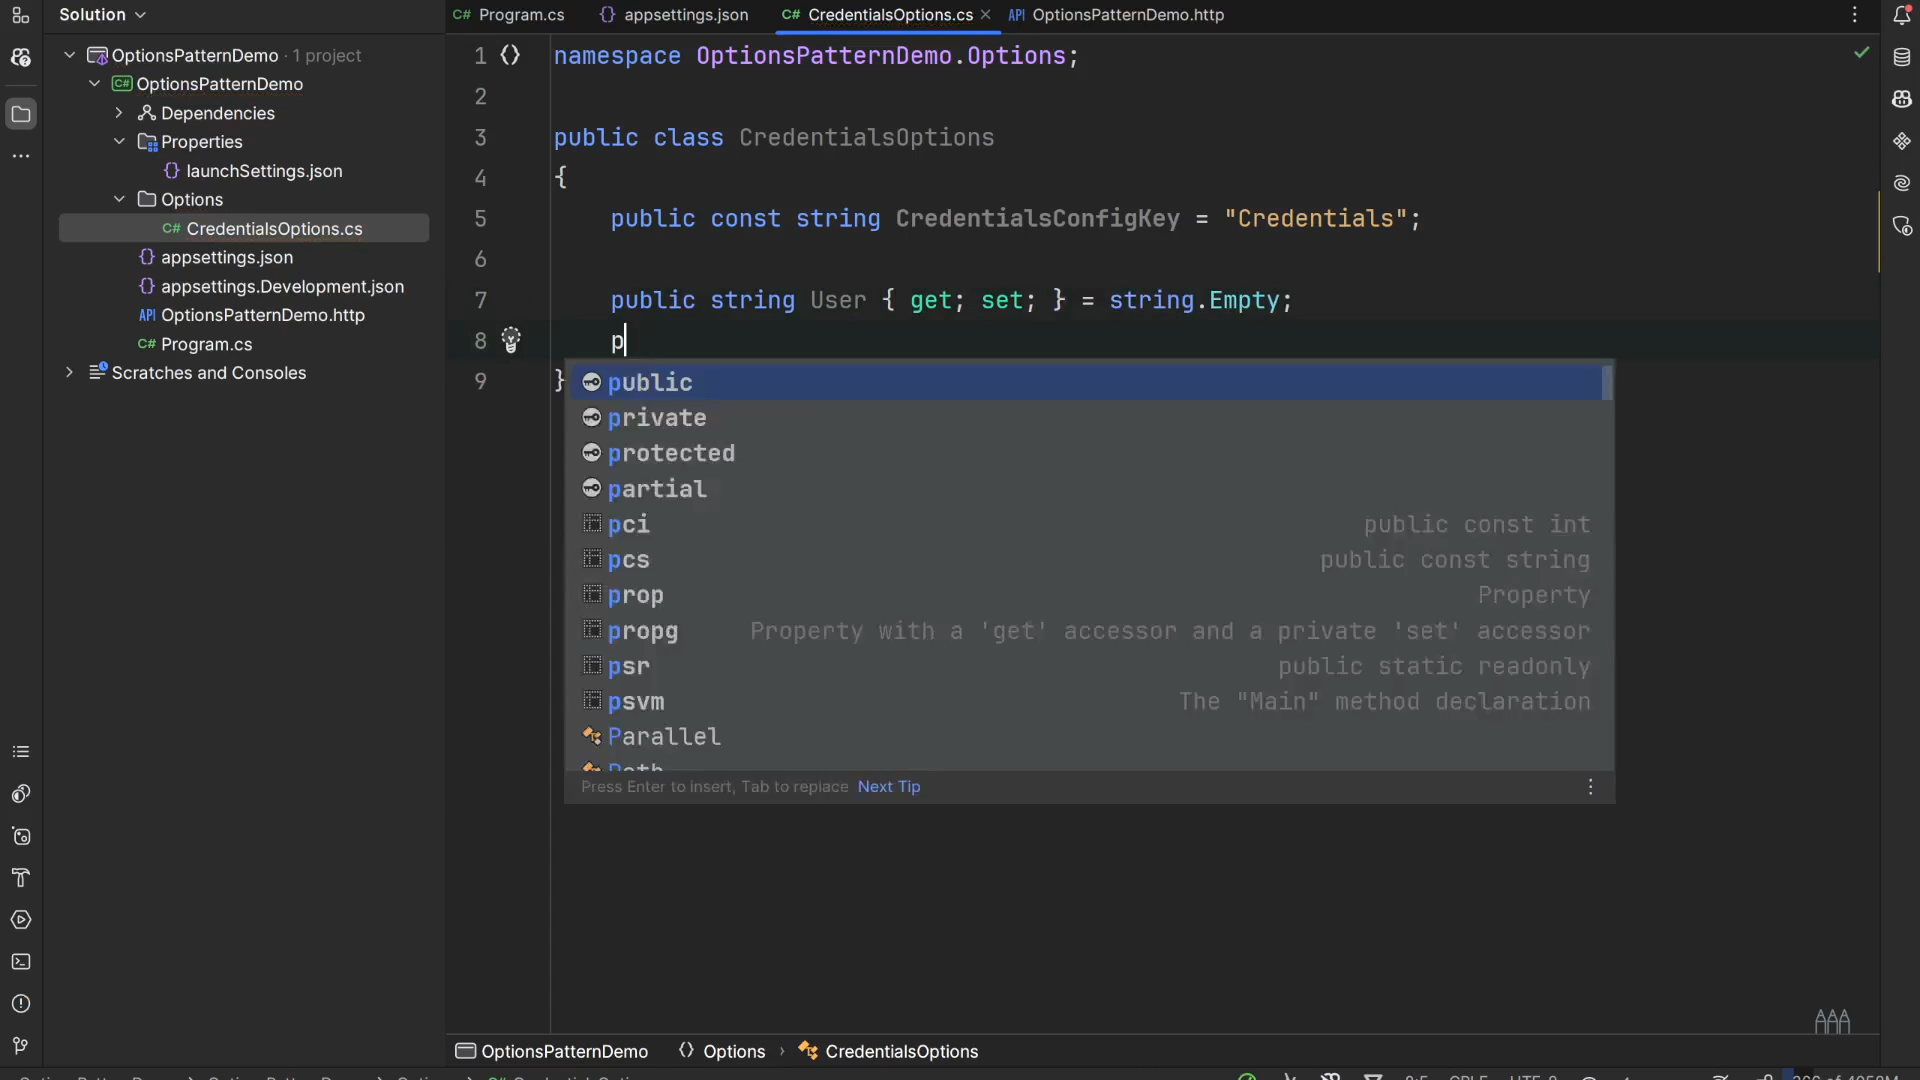 Solution
Program.cs
appsettings.json
CredentialsOptions.cs
OptionsPatternDemo.http
OptionsPatternDemo · 1 project
OptionsPatternDemo
Dependencies
Properties
launchSettings.json
Options
CredentialsOptions.cs
appsettings.json
appsettings.Development.json
OptionsPatternDemo.http
Program.cs
Scratches and Consoles
1 namespace OptionsPatternDemo.Options;
2
3 public class CredentialsOptions
4 {
5 public const string CredentialsConfigKey = "Credentials";
6
7 public string User { get; set; } = string.Empty;
8 p
9 }
public
private
protected
partial
pci public const int
pcs public const string
prop Property
propg Property with a 'get' accessor and a private 'set' accessor
psr public static readonly
psvm The "Main" method declaration
Parallel
Press Enter to insert, Tab to replace Next Tip
OptionsPatternDemo Options › CredentialsOptions